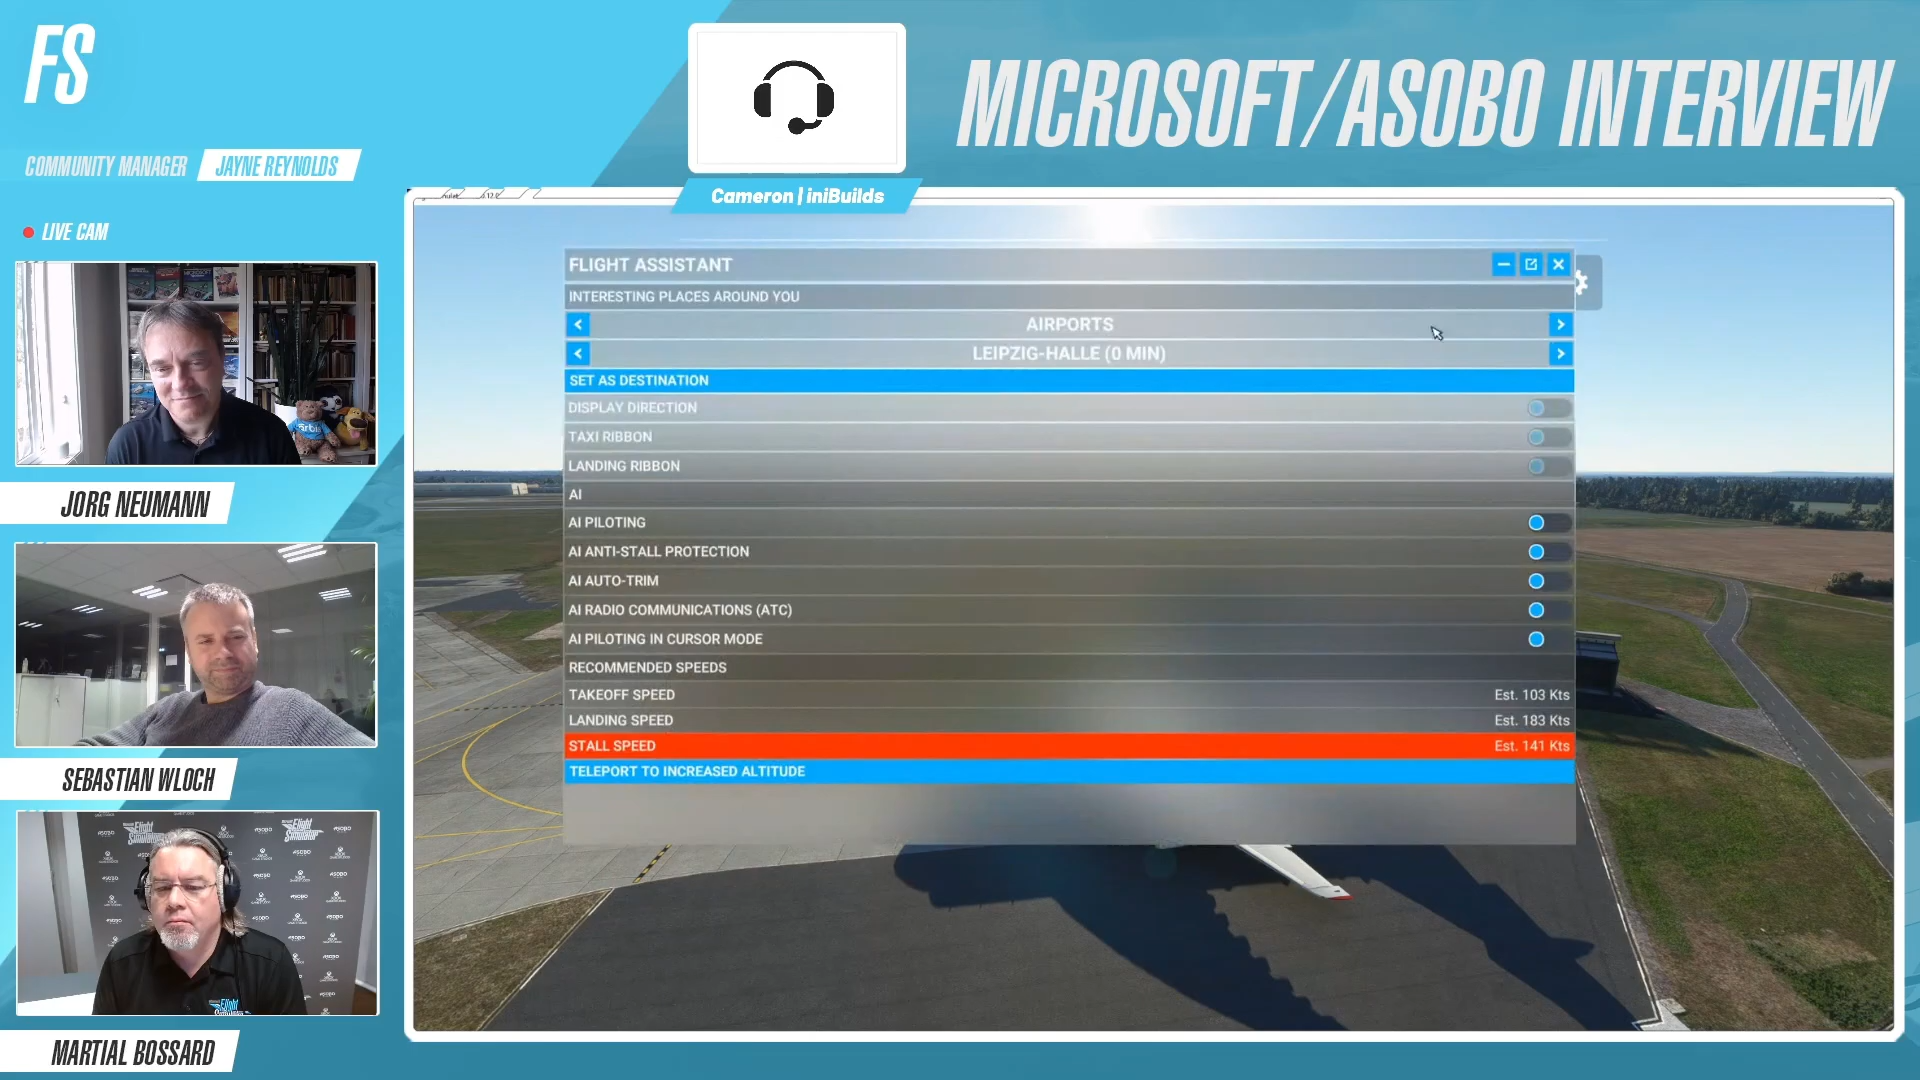 FS
MICROSOFT/ASOBO INTERVIEW
COMMUNITY MANAGER JAYNE REYNOLDS
Cameron | iniBuilds
LIVE CAM
FLIGHT ASSISTANT
INTERESTING PLACES AROUND YOU
AIRPORTS
LEIPZIG-HALLE (0 MIN)
SET AS DESTINATION
DISPLAY DIRECTION
TAXI RIBBON
LANDING RIBBON
AI
AI PILOTING
AI ANTI-STALL PROTECTION
AI AUTO-TRIM
AI RADIO COMMUNICATIONS (ATC)
AI PILOTING IN CURSOR MODE
RECOMMENDED SPEEDS
TAKEOFF SPEED Est. 103 Kts
LANDING SPEED Est. 183 Kts
STALL SPEED Est. 141 Kts
TELEPORT TO INCREASED ALTITUDE
JORG NEUMANN
SEBASTIAN WLOCH
Flight Simulator
ASOBO
MARTIAL BOSSARD